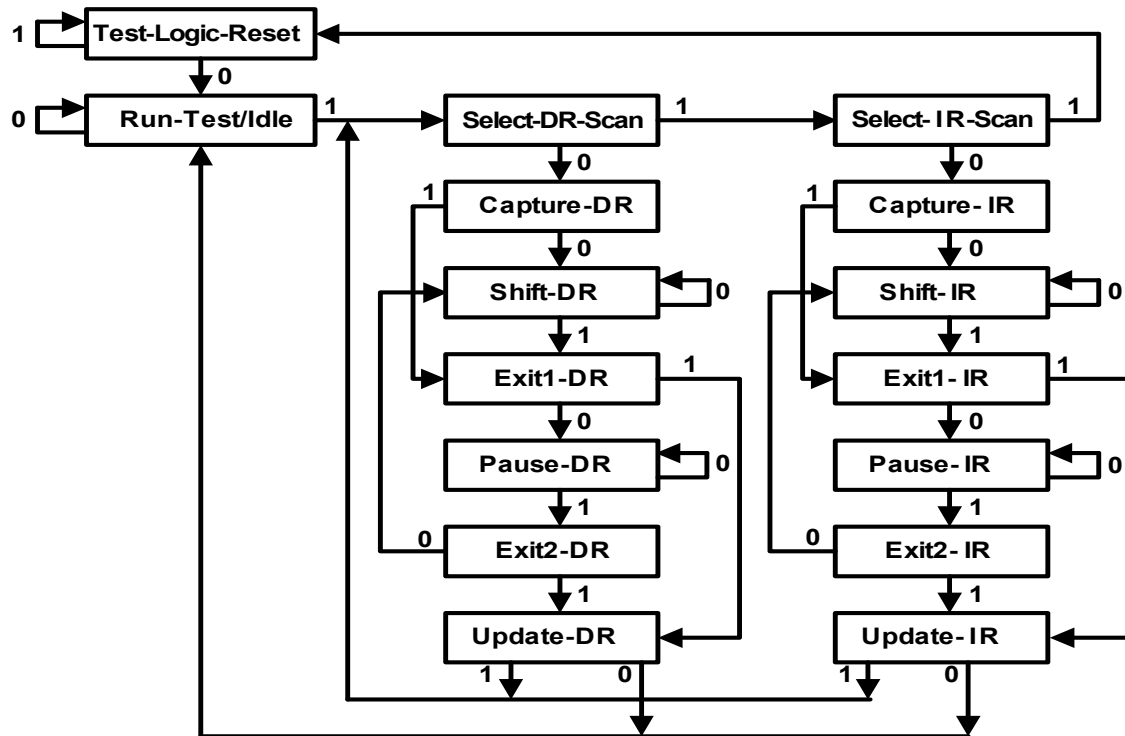 1
Test-Logic-Reset
0
0
Run-Test/Idle
1
Select-DR-Scan
1
Select-IR-Scan
1
0
0
1
Capture-DR
1
Capture-IR
0
0
Shift-DR
0
Shift-IR
0
1
1
Exit1-DR
1
Exit1-IR
1
0
0
Pause-DR
0
Pause-IR
0
1
1
0
Exit2-DR
0
Exit2-IR
1
1
Update-DR
Update-IR
1
0
1
0